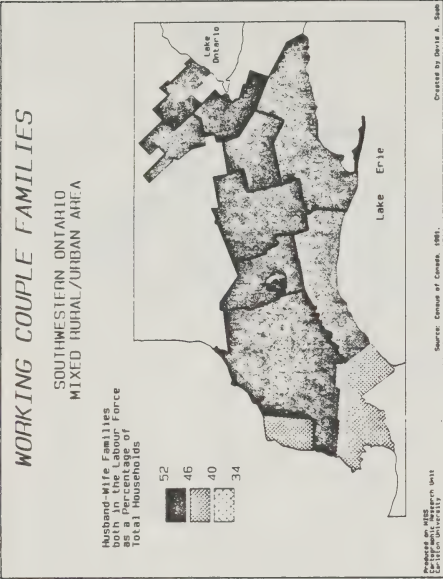 WORKING COUPLE FAMILIES
SOUTHWESTERN ONTARIO
MIXED RURAL/URBAN AREA
Husband-Wife Families
both in the Labour Force
as a Percentage of
Total Households
52
46
40
34
Lake
Ontario
Lake Erie
Produced on
Cartographic Research Unit
Carleton University
Source: Census of Canada, 1981.
Created by David A.